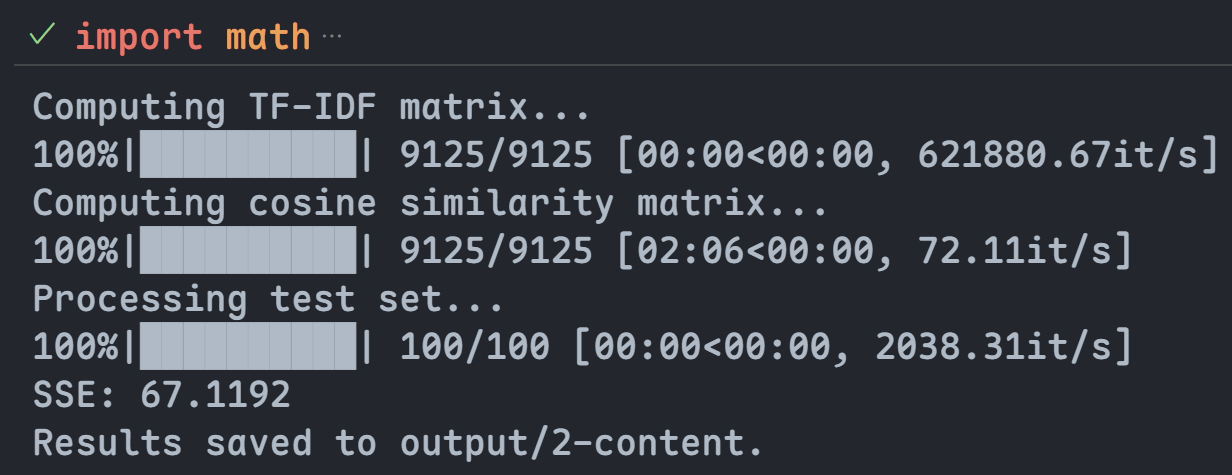 ✓ import math ...
Computing TF-IDF matrix...
100%|██████████| 9125/9125 [00:00<00:00, 621880.67it/s]
Computing cosine similarity matrix...
100%|██████████| 9125/9125 [02:06<00:00, 72.11it/s]
Processing test set...
100%|██████████| 100/100 [00:00<00:00, 2038.31it/s]
SSE: 67.1192
Results saved to output/2-content.